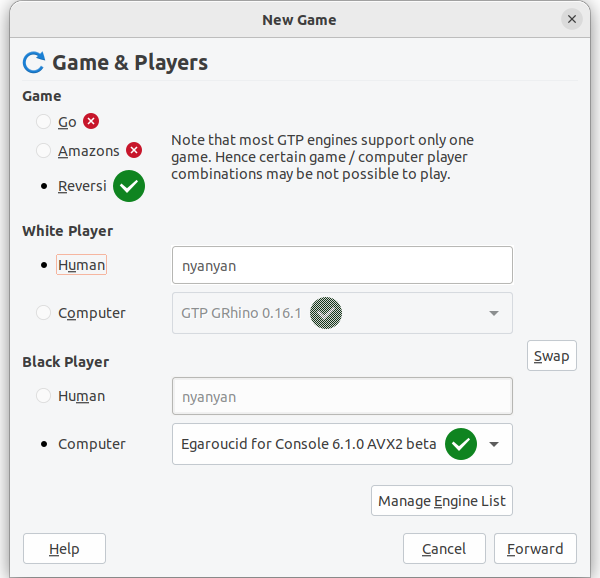 New Game
Game & Players
Game
Go
Amazons
Reversi
Note that most GTP engines support only one
game. Hence certain game / computer player
combinations may be not possible to play.
White Player
Human
nyanyan
Computer
GTP GRhino 0.16.1
Swap
Black Player
Human
nyanyan
Computer
Egaroucid for Console 6.1.0 AVX2 beta
Manage Engine List
Help
Cancel
Forward